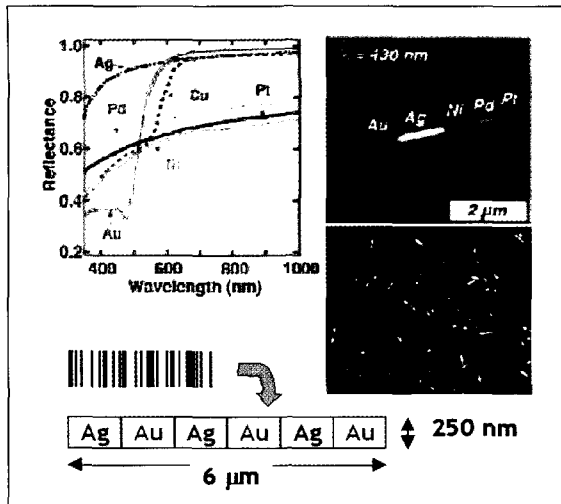 1.0
0.8
0.6
0.4
0.2
Reflectance
Ag
Pd
Cu
Pt
Ni
Au
400
600
800
1000
Wavelength (nm)
= 430 nm
Au Ag Ni Pd Pt
2 µm
Ag Au Ag Au Ag Au
250 nm
6 µm